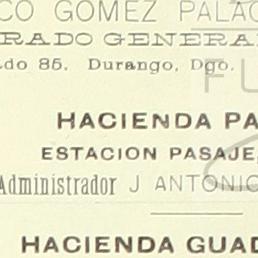 CO GOMEZ PALAC
RADO GENERA
do 85. Durango, Dgo.
HACIENDA PA
ESTACION PASAJE,
Administrador J ANTONIO
HACIENDA GUAD